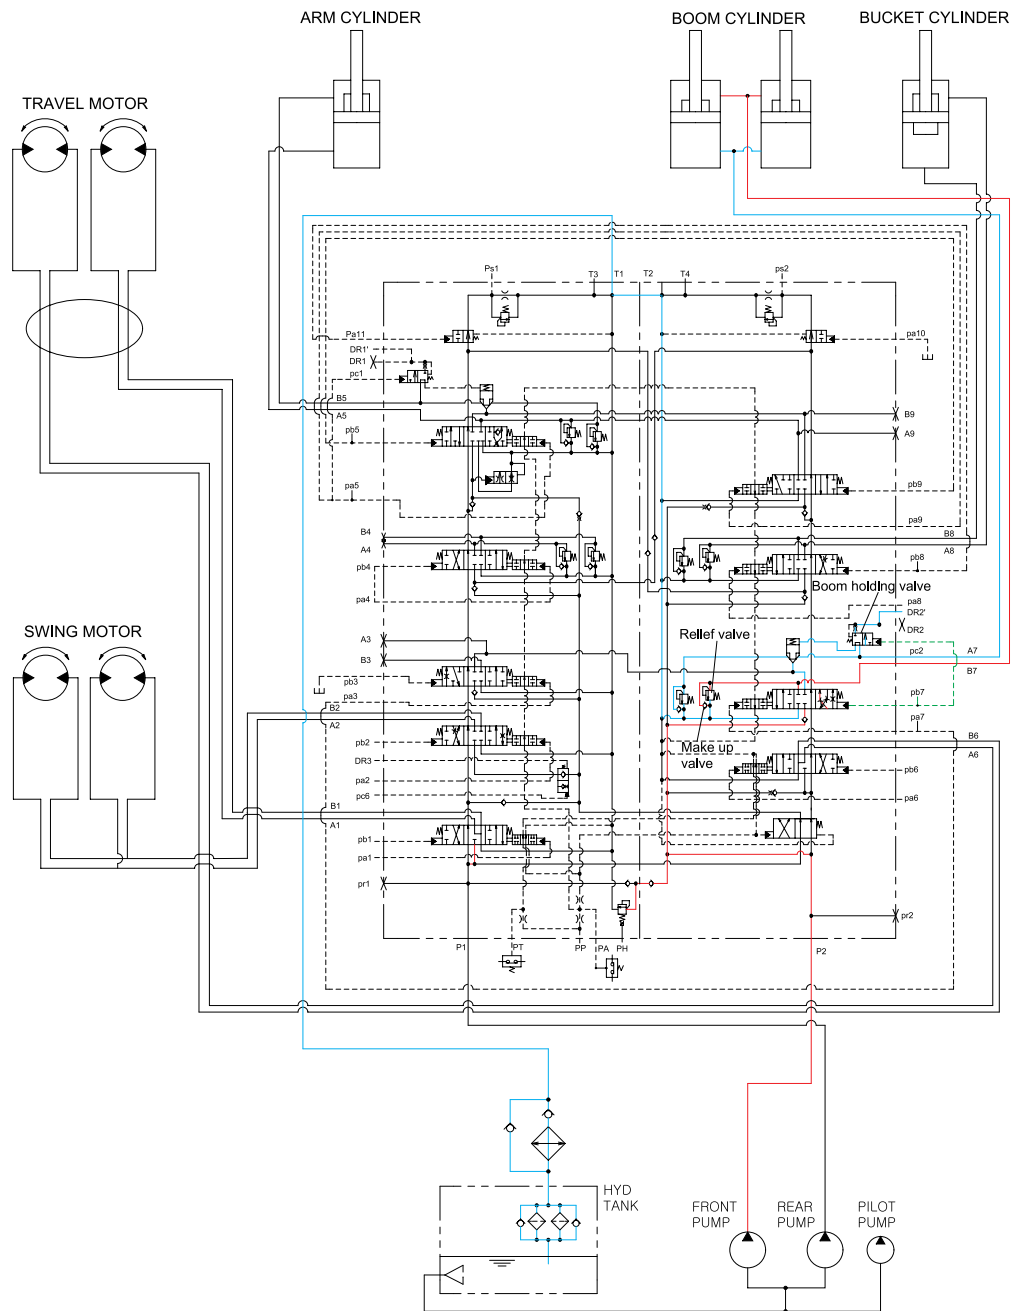 ARM CYLINDER
BOOM CYLINDER
BUCKET CYLINDER
TRAVEL MOTOR
Ps1
T3
T1
T2
T4
ps2
Pa11
pa10
DR1'
DR1
pc1
B5
A5
B9
A9
pb5
pa5
pb9
pa9
B4
A4
B8
A8
pb4
pb8
pa4
Boom holding valve
pa8
DR2'
DR2
SWING MOTOR
Rellef valve
A3
B3
pc2
A7
B7
pb3
pa3
pb7
pa7
B2
A2
B6
A6
pb2
Make up
valve
DR3
pa2
pb6
pc6
pa6
B1
A1
pb1
pa1
pr1
pr2
P1
PT
PP
PA
PH
P2
HYD
TANK
FRONT
PUMP
REAR
PUMP
PILOT
PUMP